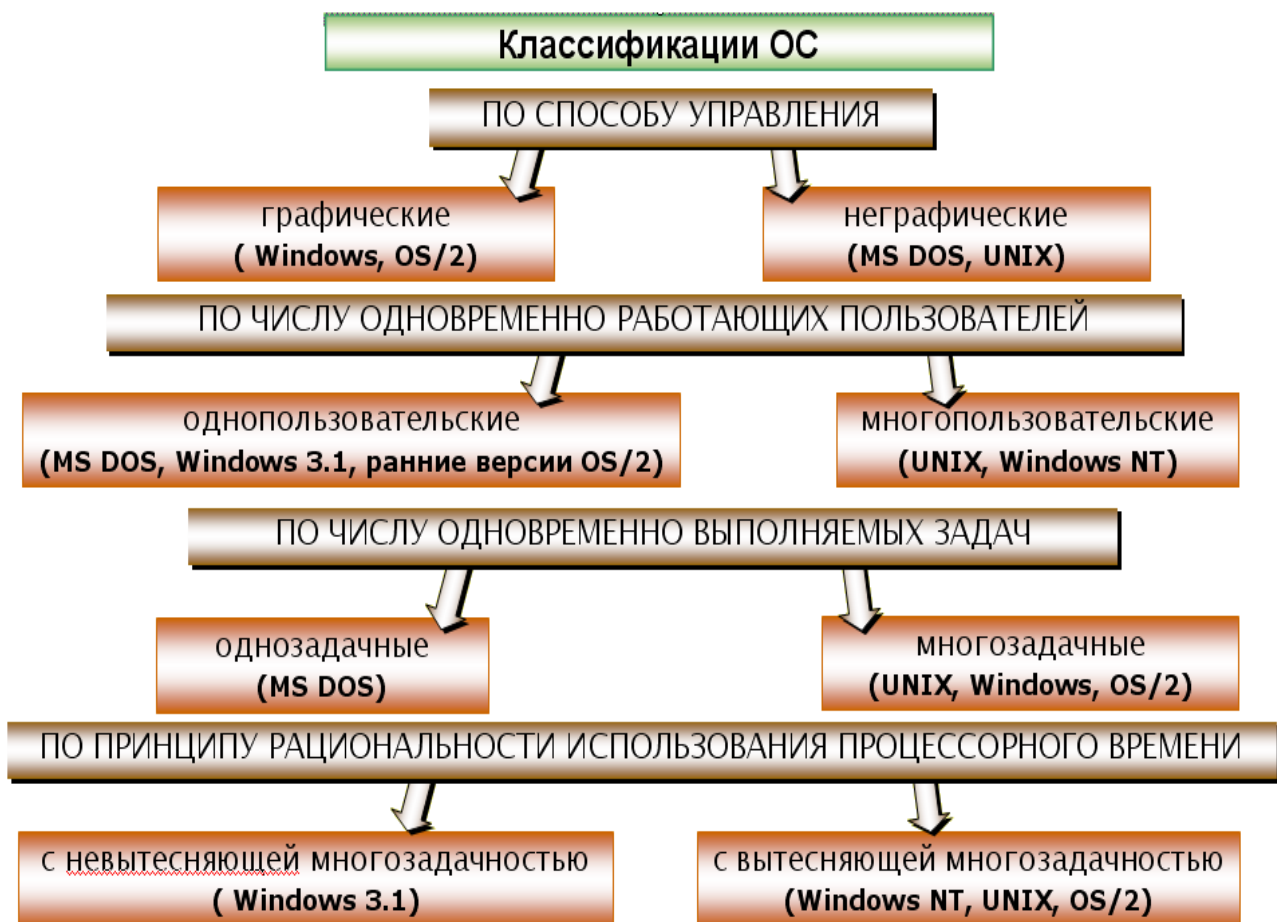 Классификации ОС
ПО СПОСОБУ УПРАВЛЕНИЯ
графические
( Windows, OS/2)
неграфические
(MS DOS, UNIX)
ПО ЧИСЛУ ОДНОВРЕМЕННО РАБОТАЮЩИХ ПОЛЬЗОВАТЕЛЕЙ
однопользовательские
(MS DOS, Windows 3.1, ранние версии OS/2)
многопользовательские
(UNIX, Windows NT)
ПО ЧИСЛУ ОДНОВРЕМЕННО ВЫПОЛНЯЕМЫХ ЗАДАЧ
однозадачные
(MS DOS)
многозадачные
(UNIX, Windows, OS/2)
ПО ПРИНЦИПУ РАЦИОНАЛЬНОСТИ ИСПОЛЬЗОВАНИЯ ПРОЦЕССОРНОГО ВРЕМЕНИ
с невытесняющей многозадачностью
( Windows 3.1)
с вытесняющей многозадачностью
(Windows NT, UNIX, OS/2)